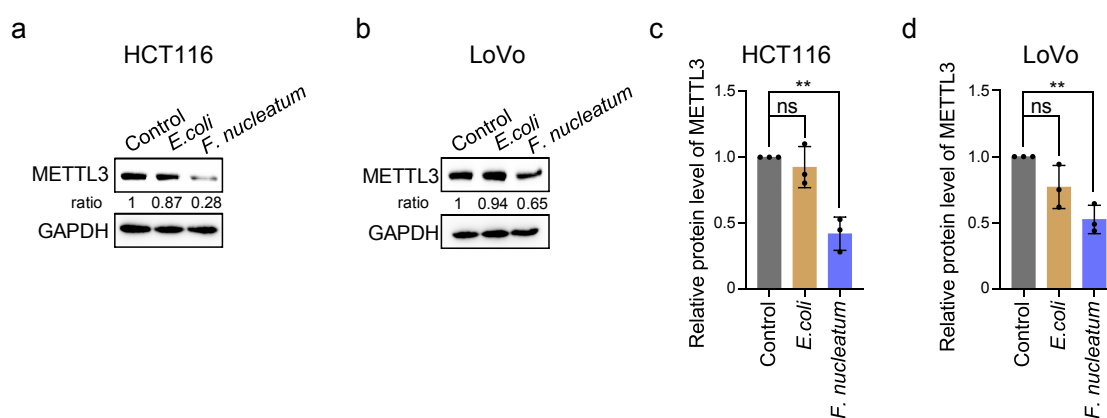 a
HCT116
Control
E.coli
F. nucleatum
METTL3
ratio 1 0.87 0.28
GAPDH
b
LoVo
Control
E.coli
F. nucleatum
METTL3
ratio 1 0.94 0.65
GAPDH
c
HCT116
Relative protein level of METTL3
1.5
1.0
0.5
0
**
ns
Control
E.coli
F. nucleatum
d
LoVo
Relative protein level of METTL3
1.5
1.0
0.5
0
**
ns
Control
E.coli
F. nucleatum